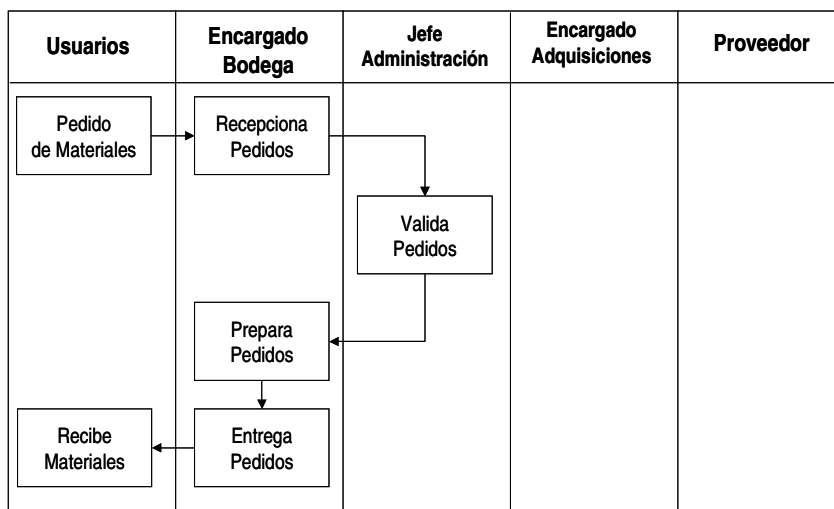 Usuarios
Encargado
Bodega
Jefe
Administración
Encargado
Adquisiciones
Proveedor
Pedido
de Materiales
Recepciona
Pedidos
Valida
Pedidos
Prepara
Pedidos
Recibe
Materiales
Entrega
Pedidos